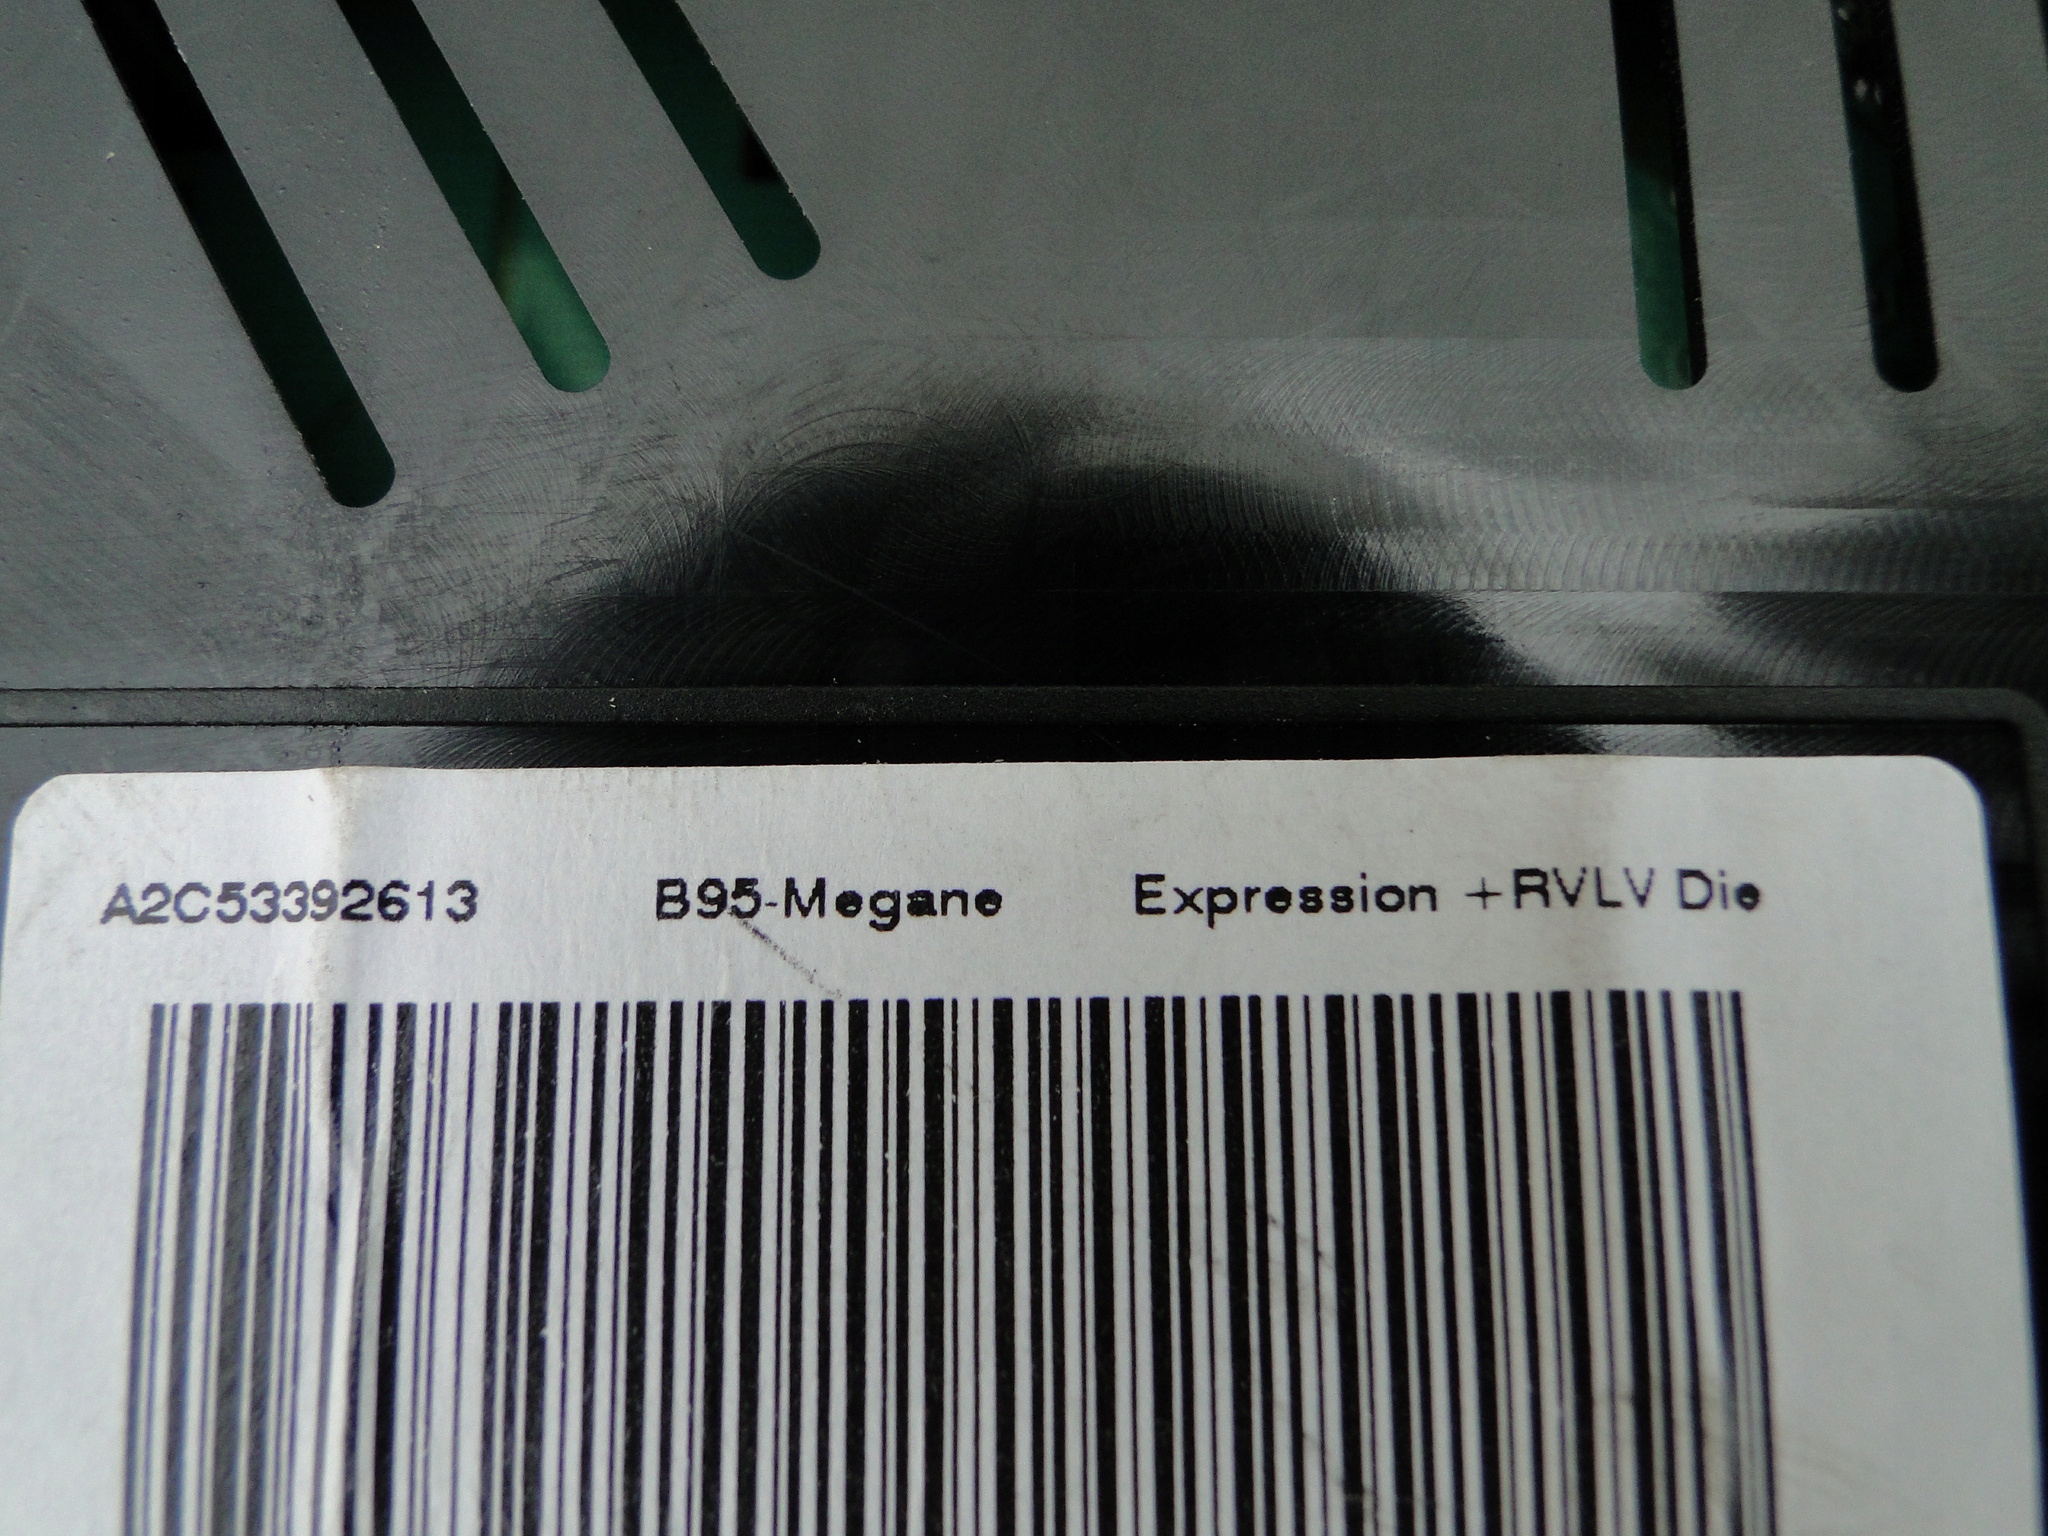 A2C53392613 B95-Megane Expression +RVLV Die